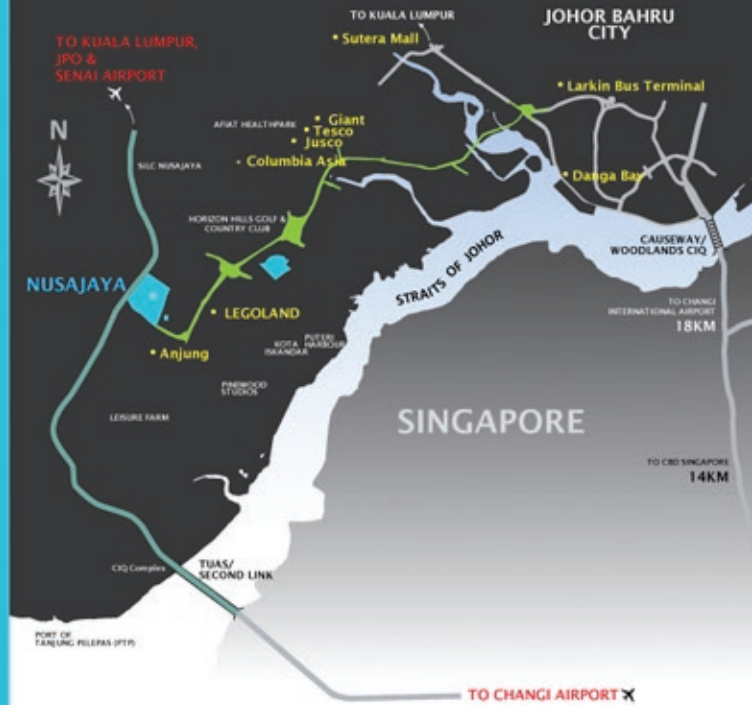 TO KUALA LUMPUR
JOHOR BAHRU
CITY
Sutera Mall
TO KUALA LUMPUR,
JPO &
SENAI AIRPORT
Larkin Bus Terminal
N
AFIAT HEALTHPARK
Giant
Tesco
Jusco
Columbia Asia
SILC NUSAJAYA
Danga Bay
HORIZON HILLS GOLF &
COUNTRY CLUB
CAUSEWAY/
WOODLANDS CIQ
STRAITS OF JOHOR
NUSAJAYA
TO CHANGI
INTERNATIONAL AIRPORT
18KM
LEGOLAND
PUTERI
HARBOUR
KOTA
ISKANDAR
Anjung
PINEWOOD
STUDIOS
LEISURE FARM
SINGAPORE
TO CBD SINGAPORE
14KM
CIQ Complex
TUAS/
SECOND LINK
PORT OF
TANJUNG PELEPAS (PTP)
TO CHANGI AIRPORT